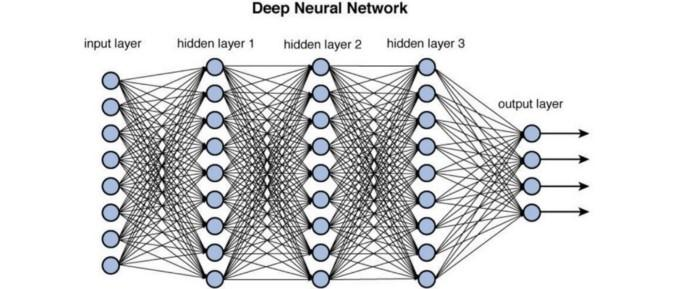 Deep Neural Network
input layer
hidden layer 1
hidden layer 2
hidden layer 3
output layer